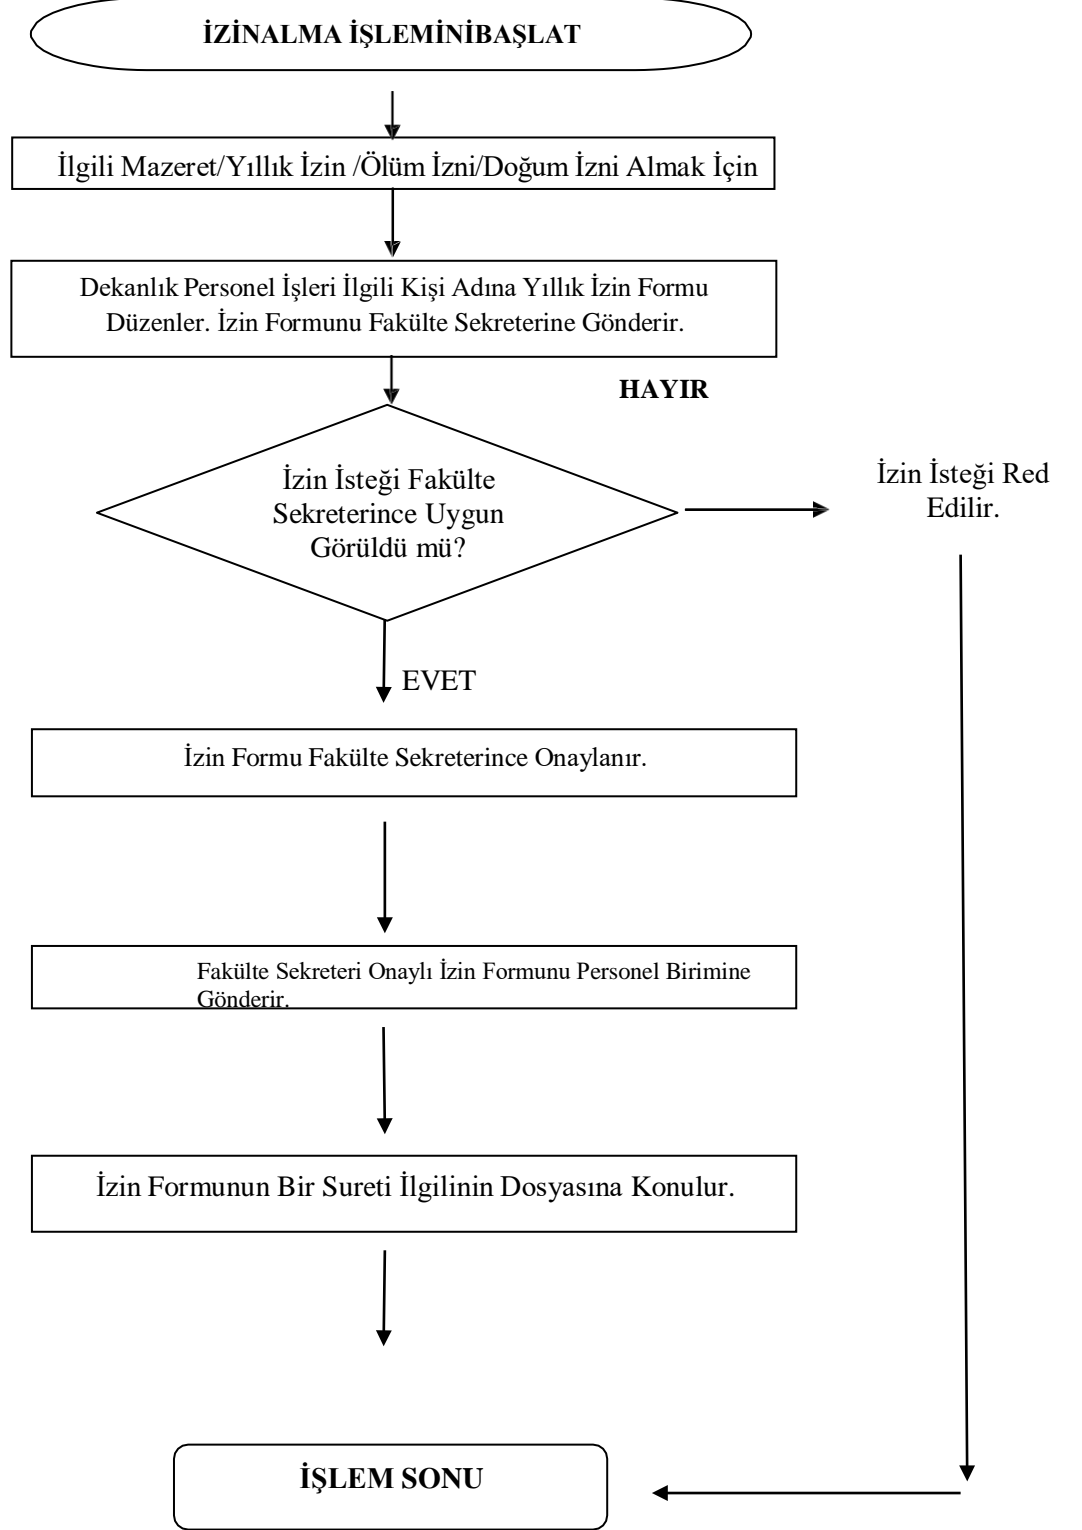 İZİNALMA İŞLEMİNİBAŞLAT
İlgili Mazeret/Yıllık İzin /Ölüm İzni/Doğum İzni Almak İçin
Dekanlık Personel İşleri İlgili Kişi Adına Yıllık İzin Formu
Düzenler. İzin Formunu Fakülte Sekreterine Gönderir.
HAYIR
İzin İsteği Fakülte
Sekreterince Uygun
Görüldü mü?
İzin İsteği Red
Edilir.
EVET
İzin Formu Fakülte Sekreterince Onaylanır.
Fakülte Sekreteri Onaylı İzin Formunu Personel Birimine
Gönderir.
İzin Formunun Bir Sureti İlgilinin Dosyasına Konulur.
İŞLEM SONU